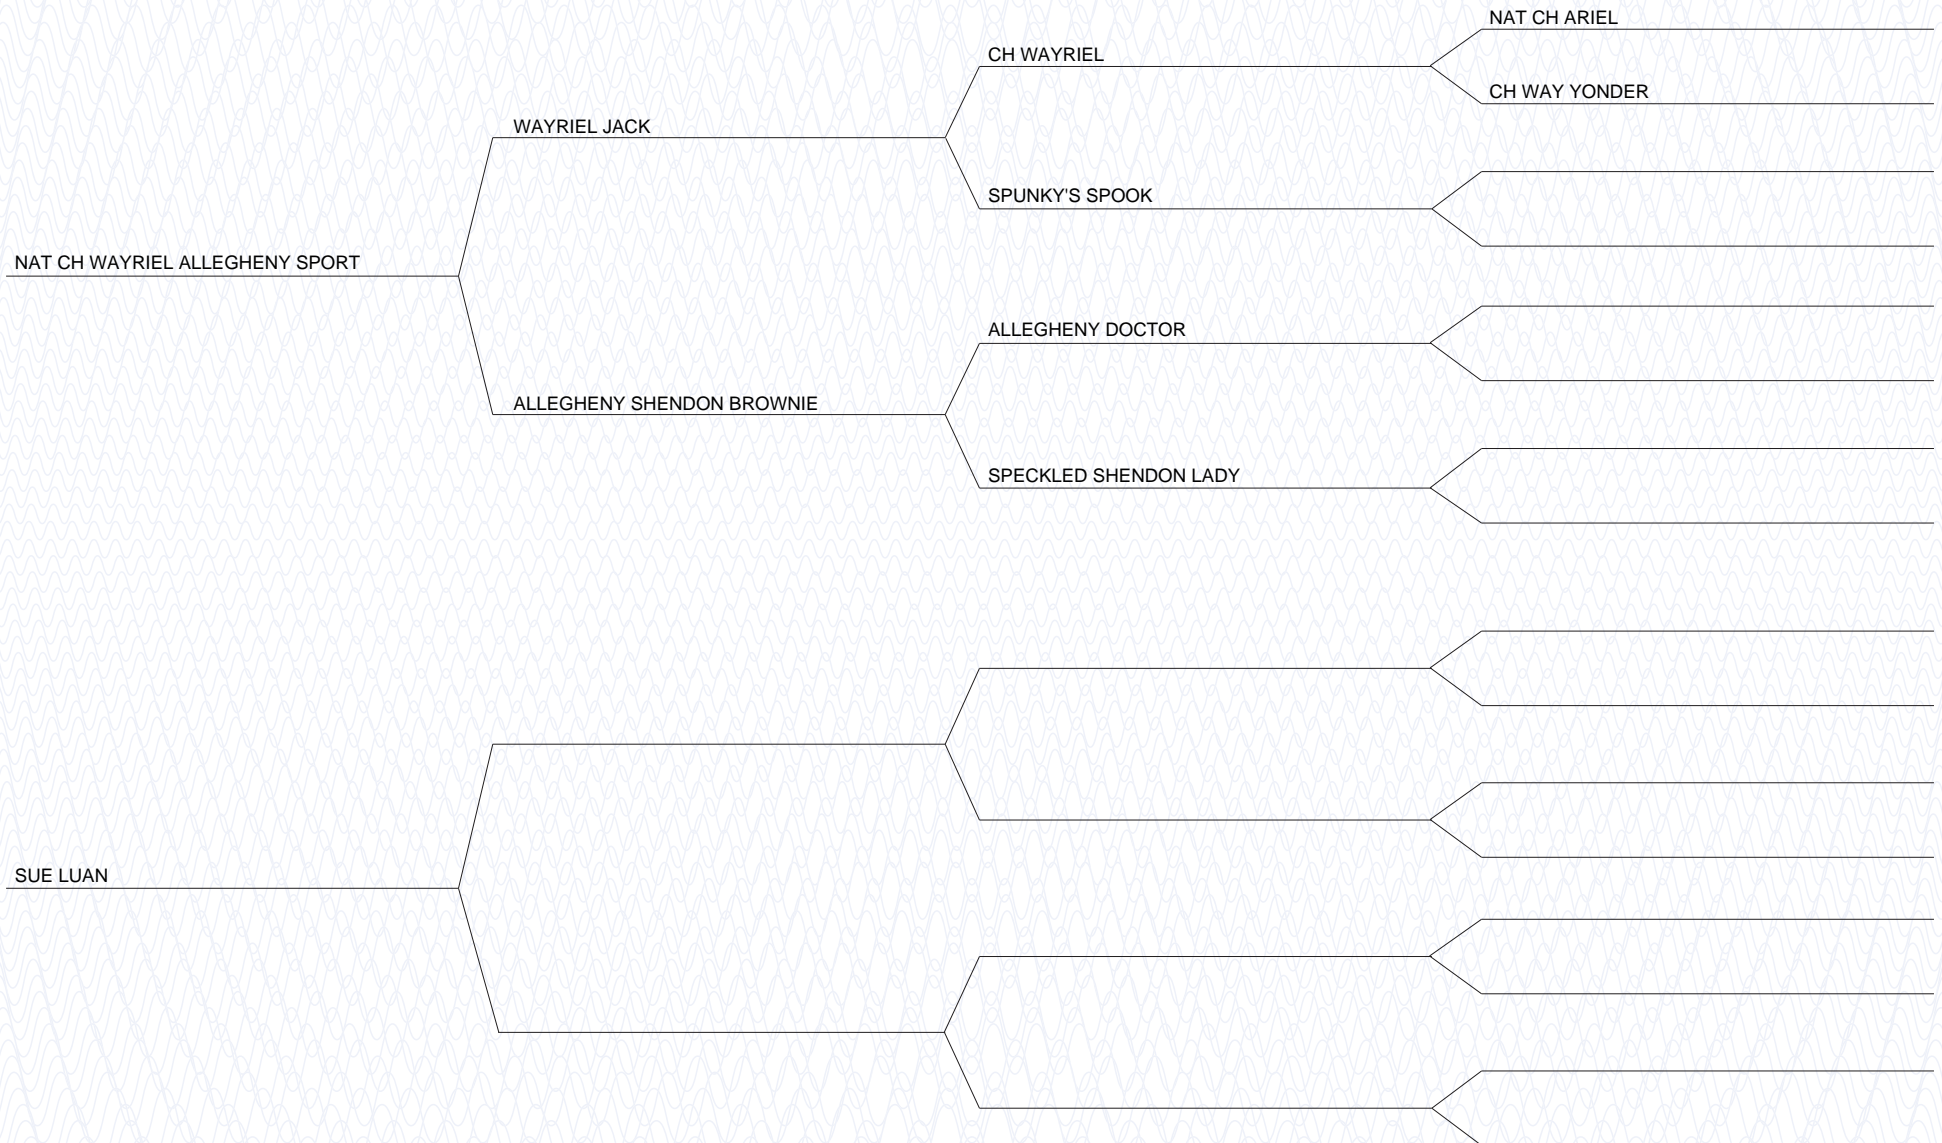 NAT CH ARIEL
CH WAYRIEL
CH WAY YONDER
WAYRIEL JACK
SPUNKY'S SPOOK
NAT CH WAYRIEL ALLEGHENY SPORT
ALLEGHENY DOCTOR
ALLEGHENY SHENDON BROWNIE
SPECKLED SHENDON LADY
SUE LUAN